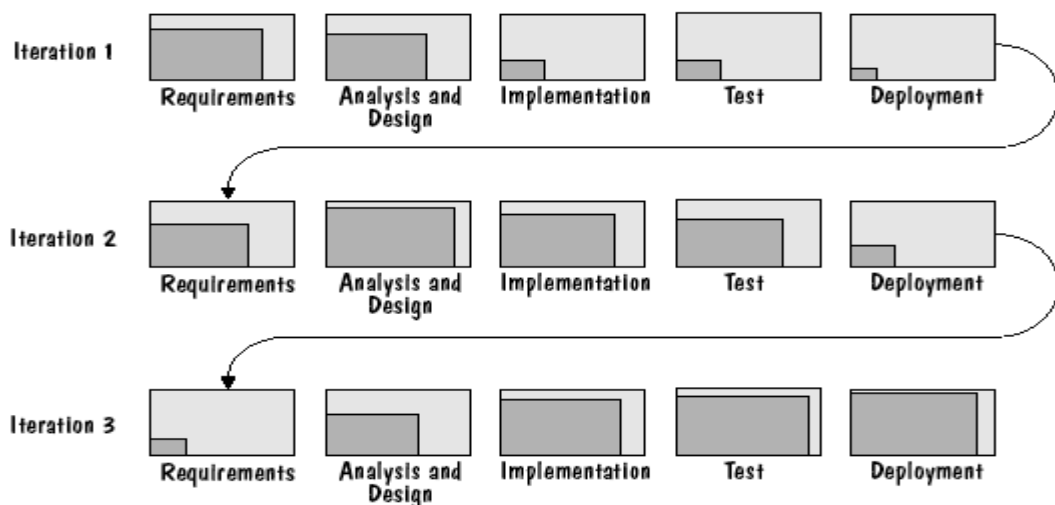 Iteration 1
Requirements
Analysis and
Design
Implementation
Test
Deployment
Iteration 2
Requirements
Analysis and
Design
Implementation
Test
Deployment
Iteration 3
Requirements
Analysis and
Design
Implementation
Test
Deployment